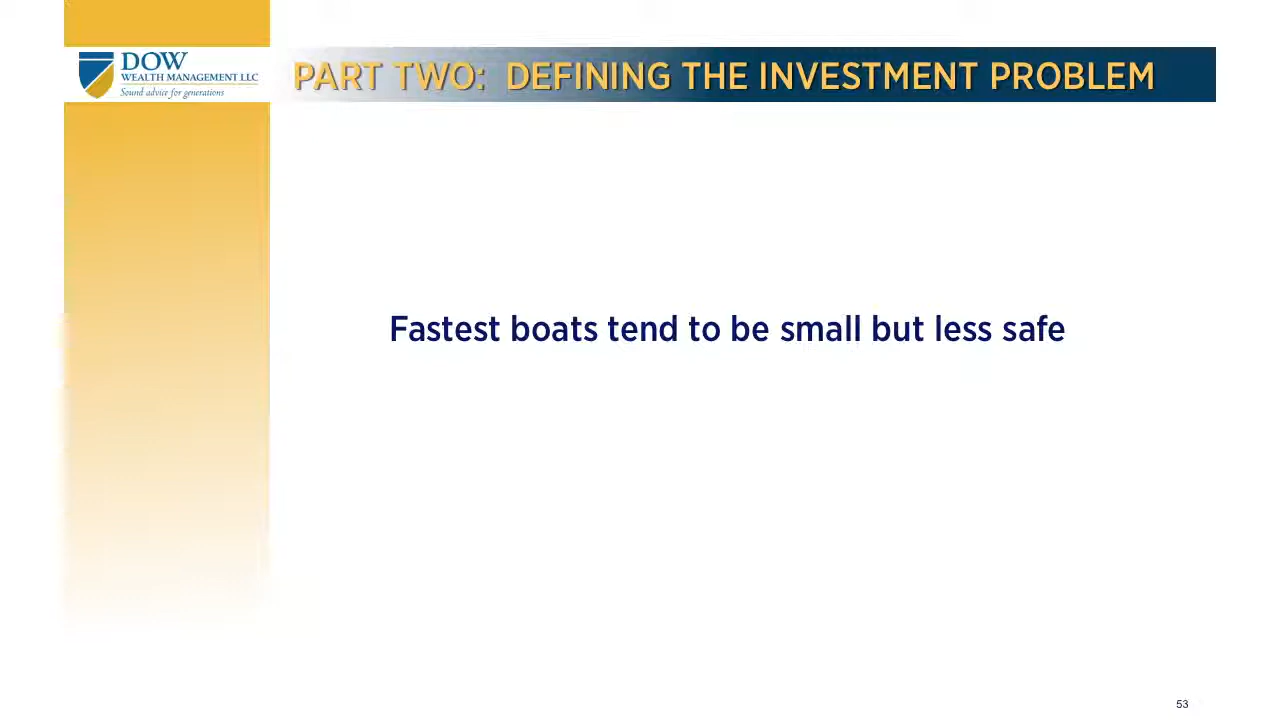 DOW
WEALTH MANAGEMENT LLC
Sound advice for generations
PART TWO: DEFINING THE INVESTMENT PROBLEM
Fastest boats tend to be small but less safe
53